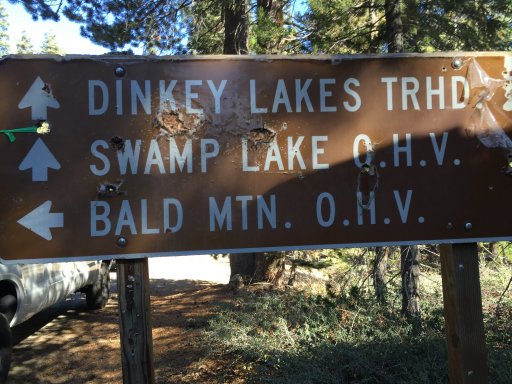 DINKEY LAKES TRHD
SWAMP LAKE O.H.V.
BALD MTN. O.H.V.